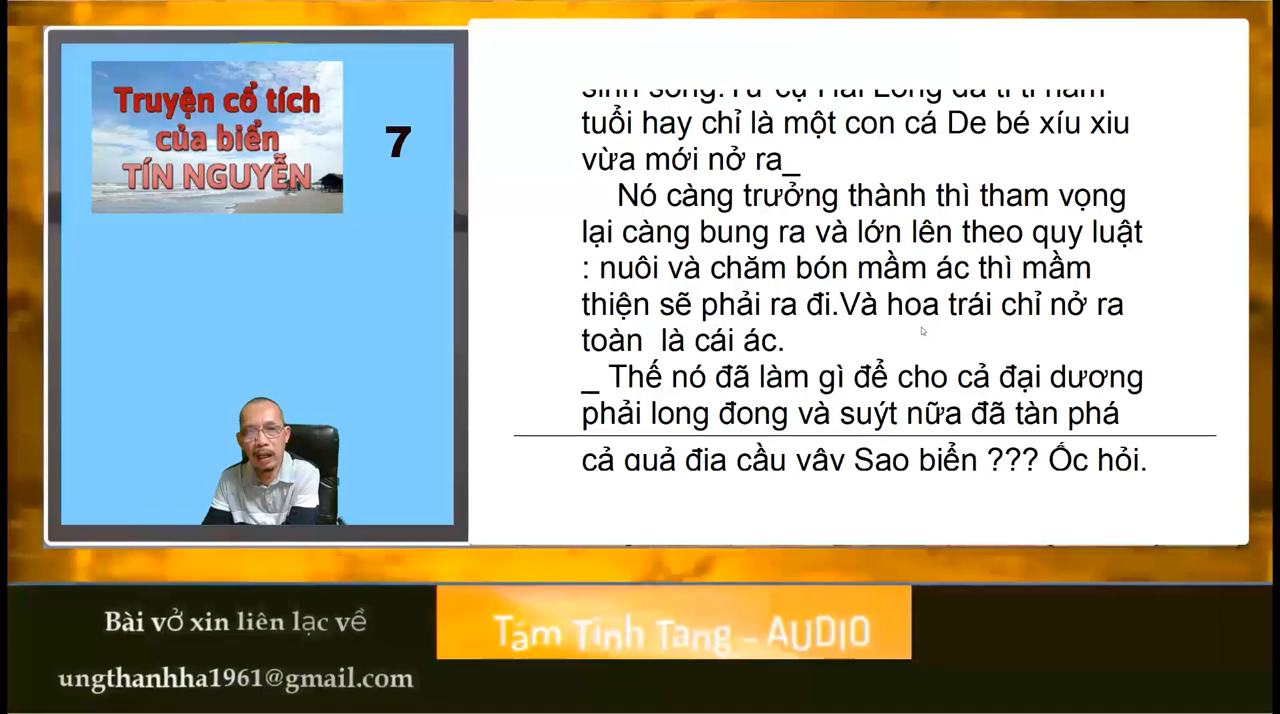 Truyện cổ tích
của biển
TÍN NGUYỄN
7
tuổi hay chỉ là một con cá De bé xíu xiu
vừa mới nở ra_
Nó càng trưởng thành thì tham vọng
lại càng bung ra và lớn lên theo quy luật
: nuôi và chăm bón mầm ác thì mầm
thiện sẽ phải ra đi.Và hoa trái chỉ nở ra
toàn là cái ác.
_ Thế nó đã làm gì để cho cả đại dương
phải long đong và suýt nữa đã tàn phá
cả quả địa cầu vậy Sao biển ??? Ốc hỏi.
Bài vở xin liên lạc về
ungthanhha1961@gmail.com
Tâm Tình Tang – AUDIO